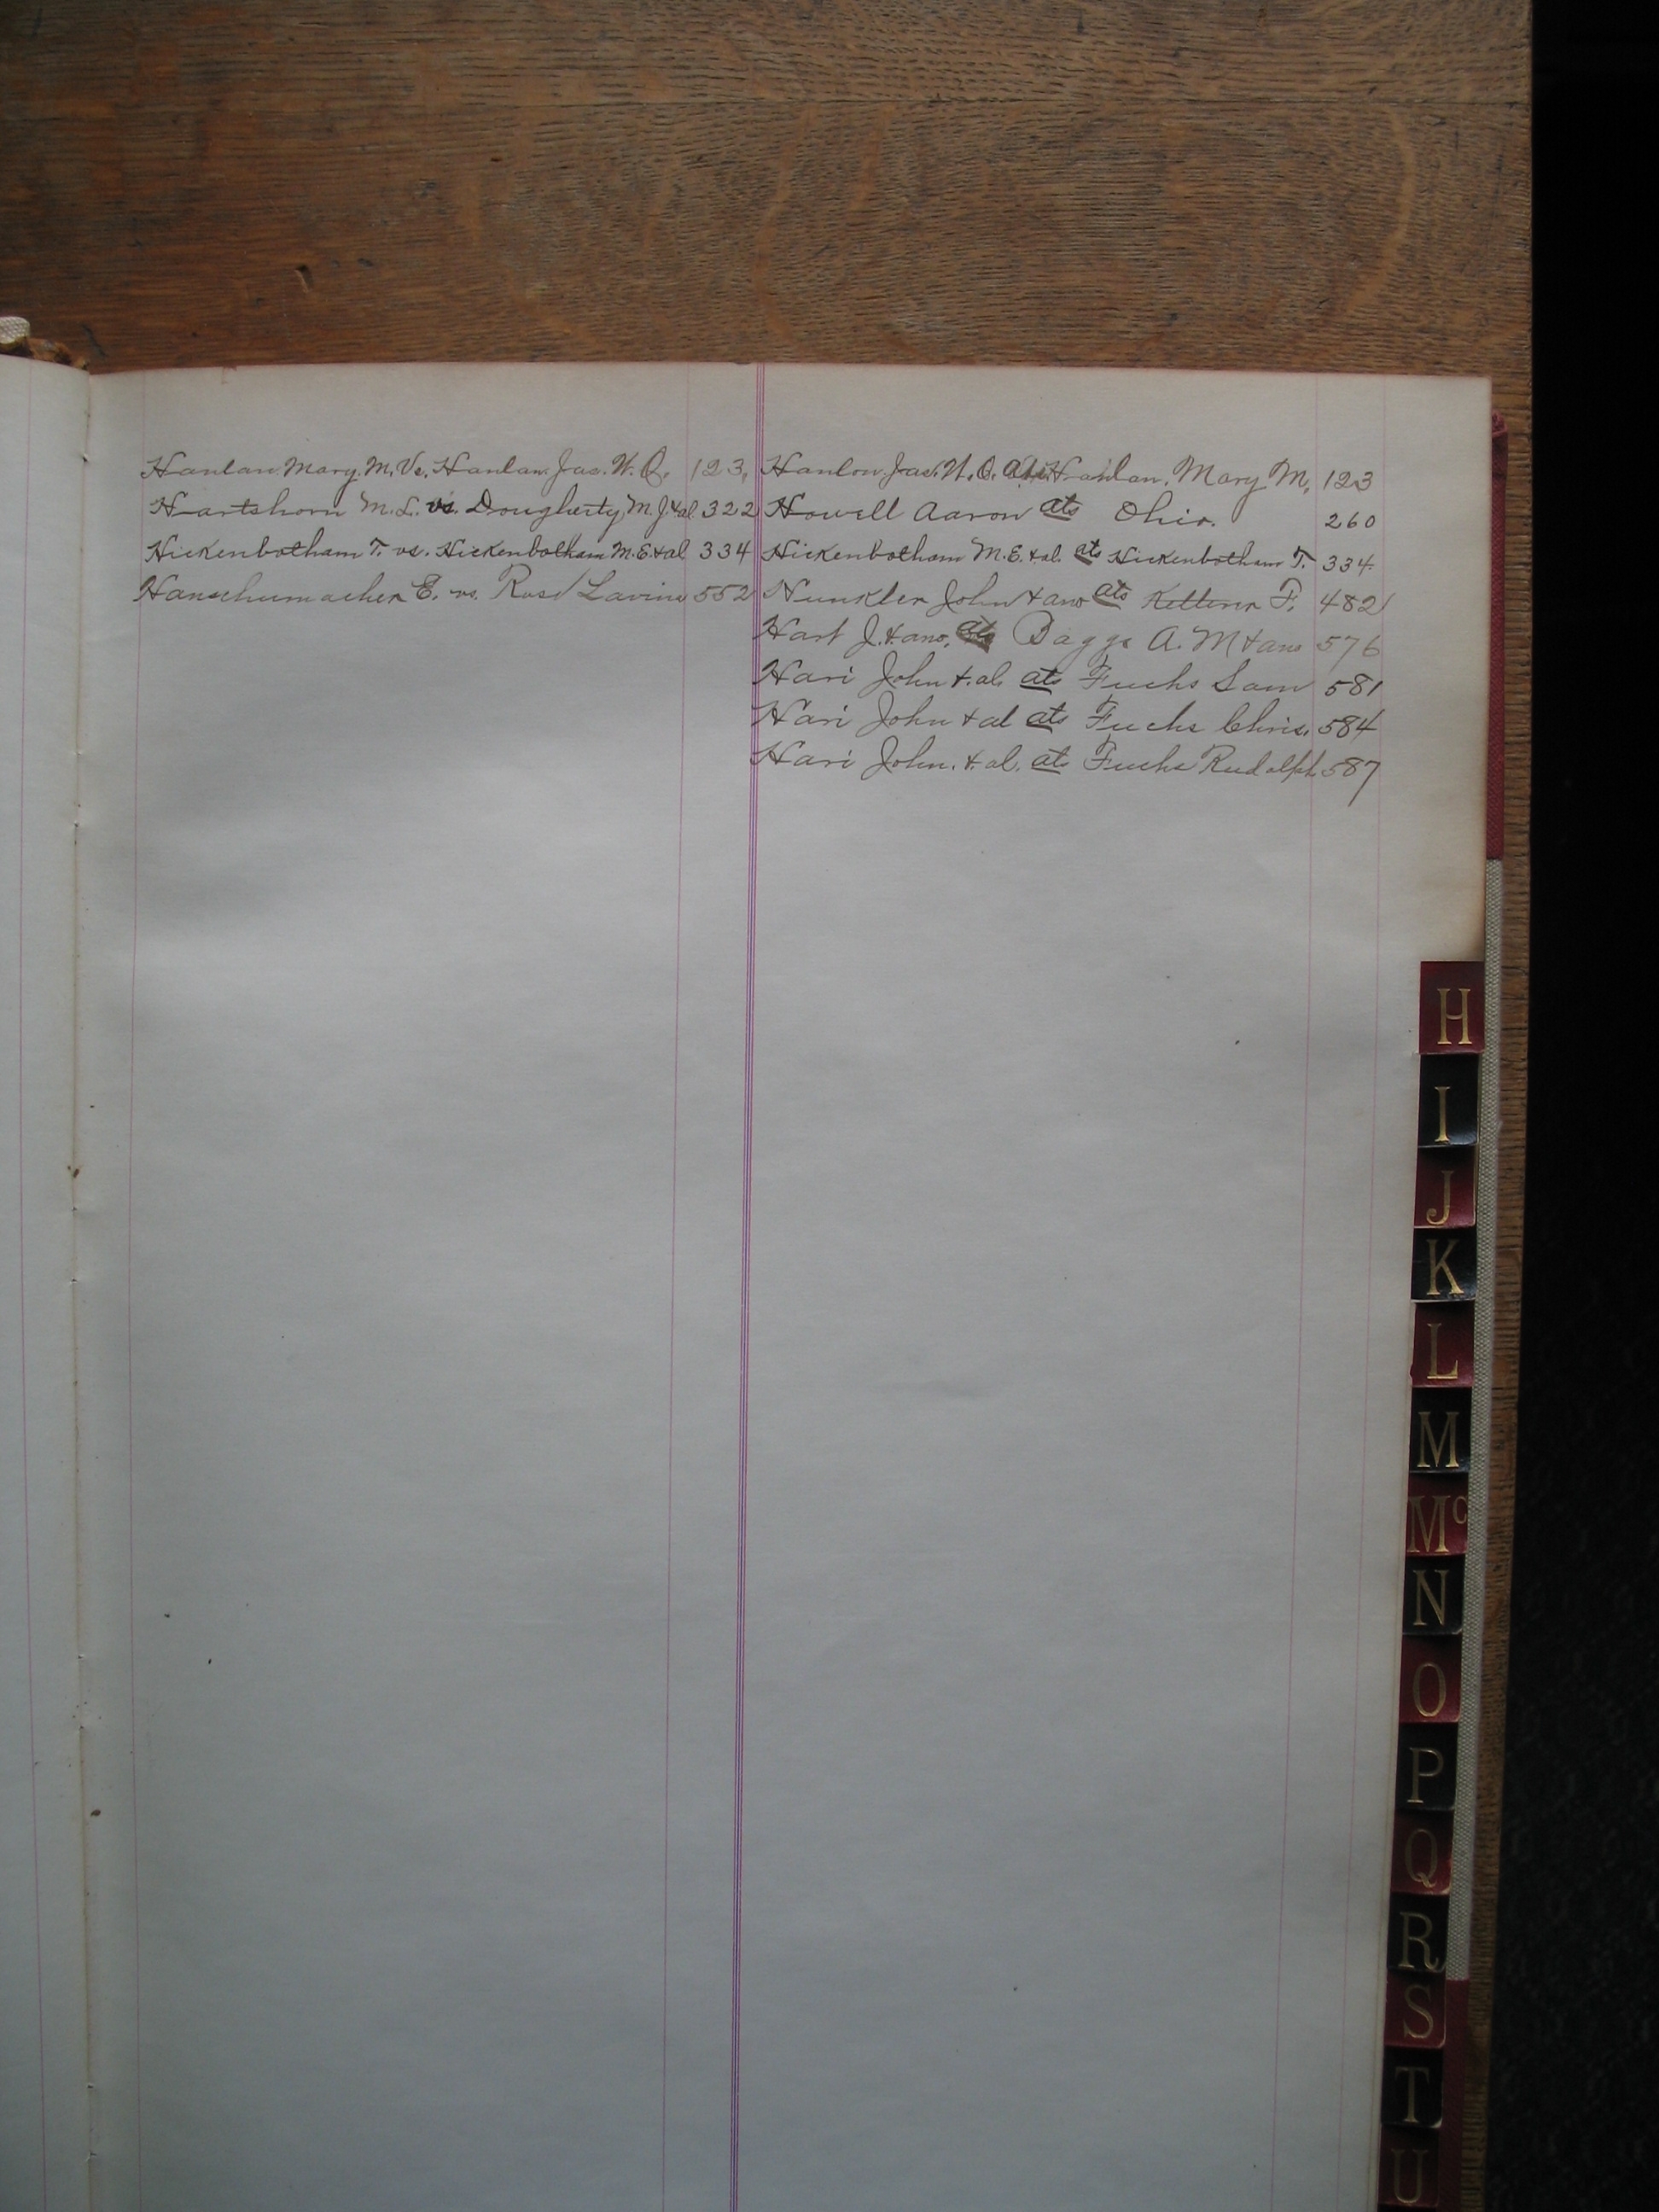 Hanlan Mary M. Vs. Hanlan Jas. W. Q. 123,
Hartshorn M. L. vs. Dougherty M. J. &al. 322
Hickenbotham T. vs. Hickenbotham M. E. &al 334
Hanschumacher E. vs. Rose Lavina 552
Hanlon Jas. W. Q. ats Hanlan, Mary M, 123
Howell Aaron ats Ohio. 260
Hickenbotham M. E. &al. ats Hickenbotham T. 334
Hunkler John & ano ats Ketterer F. 482
Hart J. & ano. ats Baggs A. M & ano 576
Hari John &. al. ats Fuchs Sam 581
Hari John & al ats Fuchs Chris. 584
Hari John. &. al. ats Fuchs Rudolph 587
H
I
J
K
L
M
Mc
N
O
P
Q
R
S
T
U